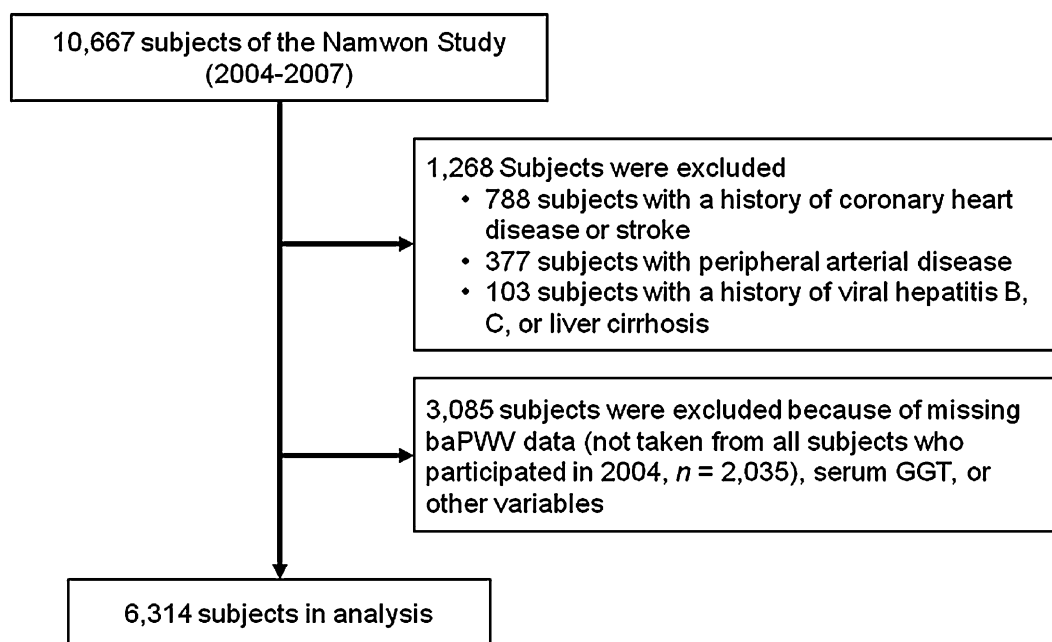 10,667 subjects of the Namwon Study
(2004-2007)
1,268 Subjects were excluded
• 788 subjects with a history of coronary heart
disease or stroke
• 377 subjects with peripheral arterial disease
• 103 subjects with a history of viral hepatitis B,
C, or liver cirrhosis
3,085 subjects were excluded because of missing
baPWV data (not taken from all subjects who
participated in 2004, n = 2,035), serum GGT, or
other variables
6,314 subjects in analysis